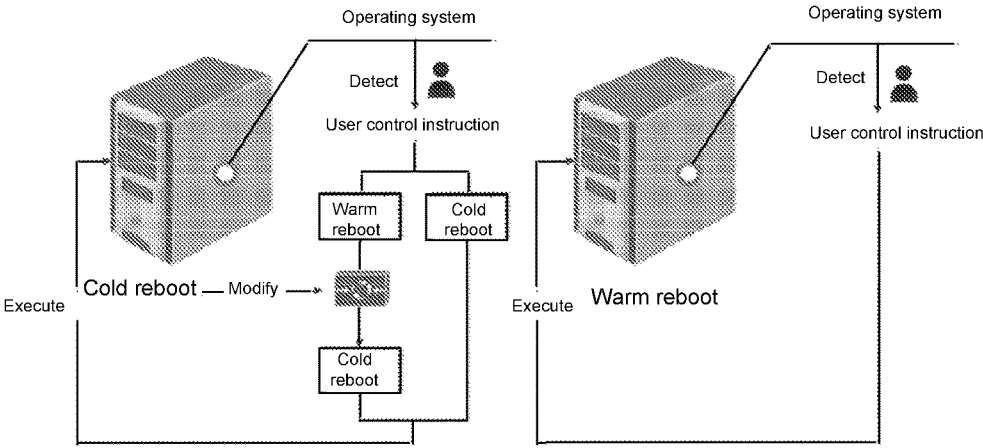 Operating system
Detect
User control instruction
Warm
reboot
Cold
reboot
Cold reboot
Modify
Execute
Cold
reboot
Operating system
Detect
User control instruction
Execute
Warm reboot